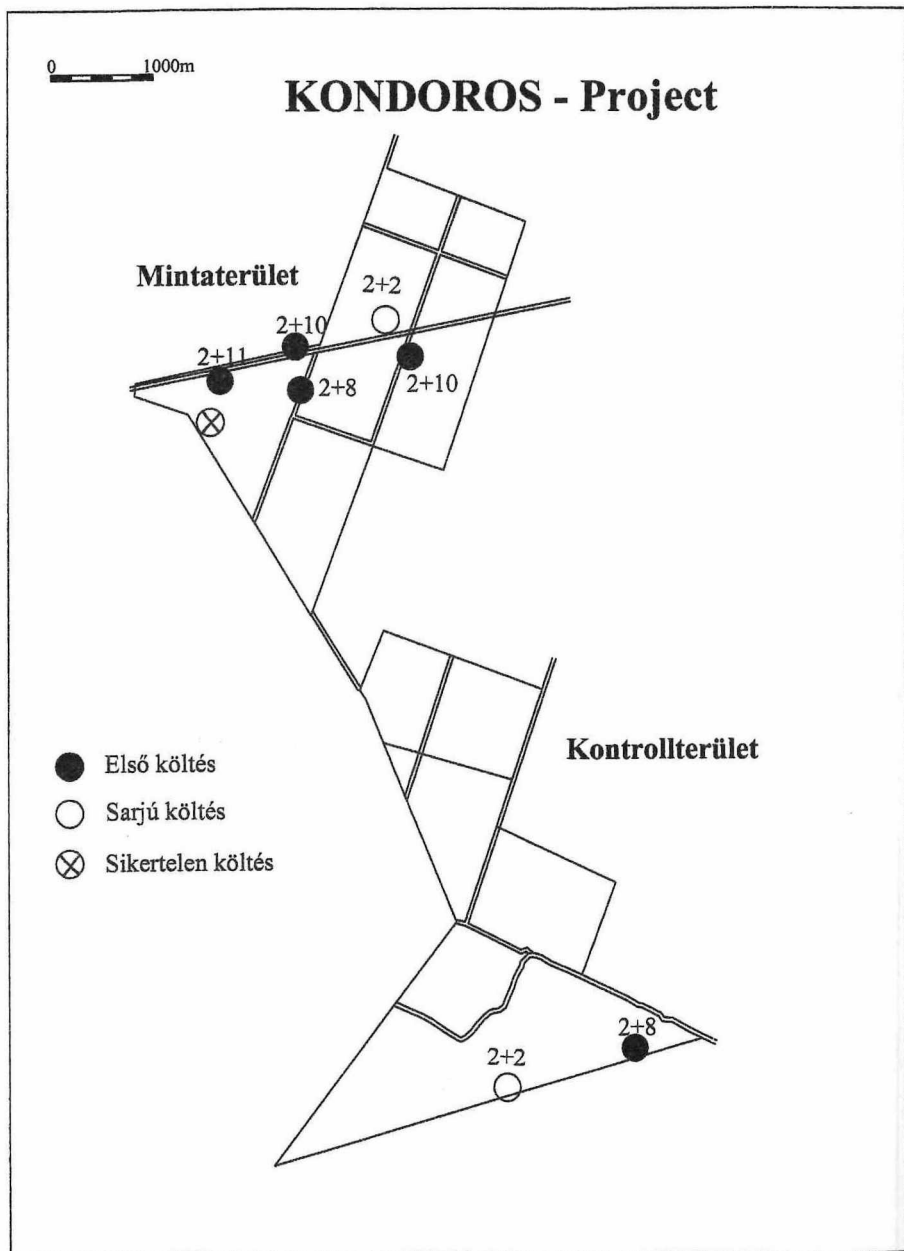 0 1000m
KONDOROS - Project
Mintaterület
2+2
2+10
2+11
2+8
2+10
Kontrollterület
Első költés
Sarjú költés
Sikertelen költés
2+8
2+2